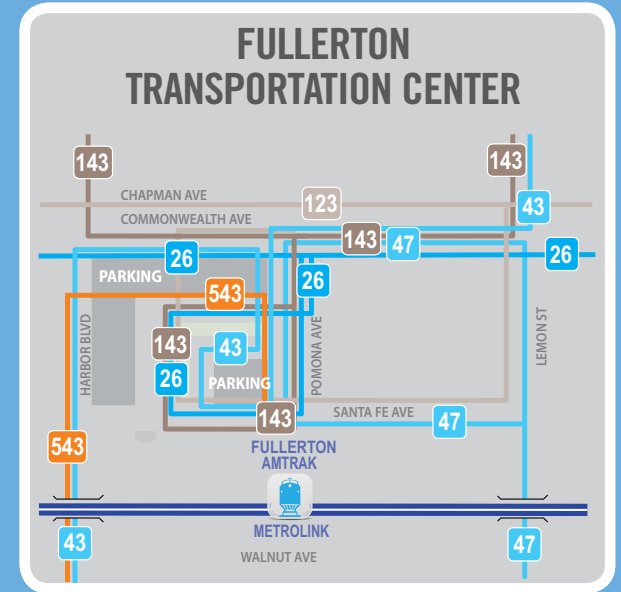 FULLERTON
TRANSPORTATION CENTER
143
143
CHAPMAN AVE
123
43
COMMONWEALTH AVE
143
47
26
26
PARKING
26
543
HARBOR BLVD
143
43
POMONA AVE
LEMON ST
26
PARKING
143
SANTA FE AVE
47
543
FULLERTON
AMTRAK
METROLINK
43
47
WALNUT AVE